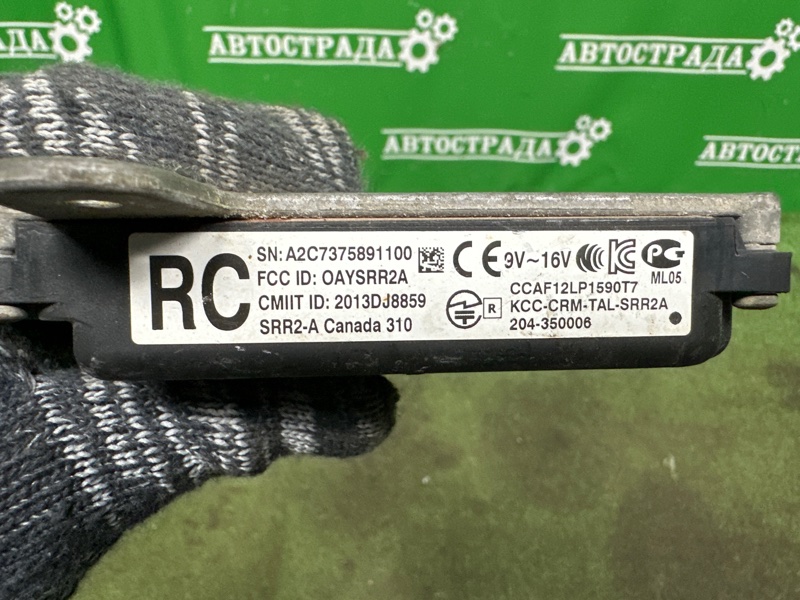 АВТОСТРАДА
АВТОСТРАДА
АВТОСТРАДА
АВТОСТРАДА
RC
SN: A2C7375891100
FCC ID: OAYSRR2A
CMIIT ID: 2013DJ8859
SRR2-A Canada 310
CE 9V~16V
ML05
CCAF12LP1590T7
R KCC-CRM-TAL-SRR2A
204-350006